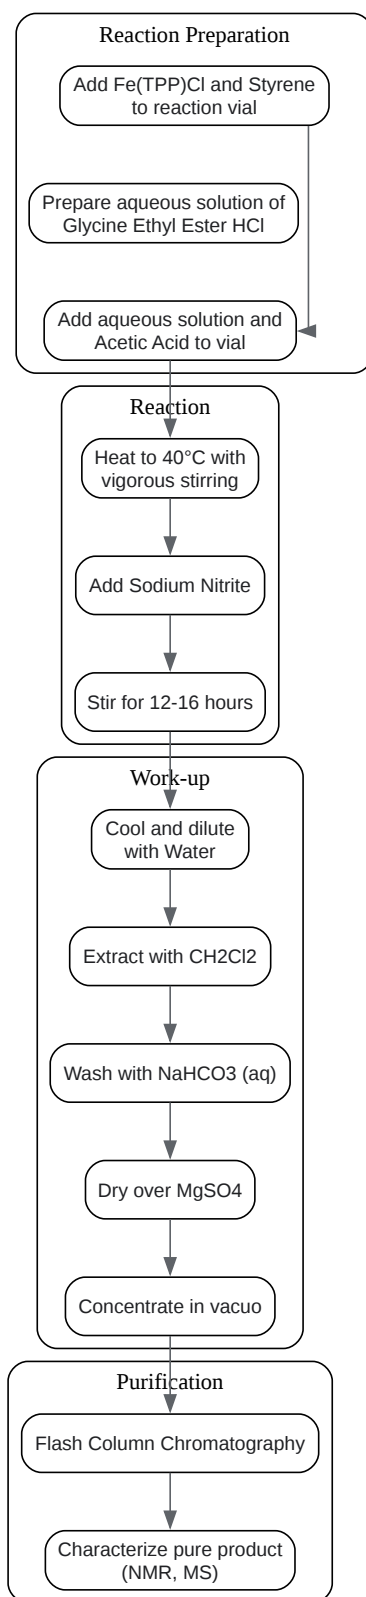 Reaction Preparation
Add Fe(TPP)Cl and Styrene
to reaction vial
Prepare aqueous solution of
Glycine Ethyl Ester HCl
Add aqueous solution and
Acetic Acid to vial
Reaction
Heat to 40°C with
vigorous stirring
Add Sodium Nitrite
Stir for 12-16 hours
Work-up
Cool and dilute
with Water
Extract with CH2Cl2
Wash with NaHCO3 (aq)
Dry over MgSO4
Concentrate in vacuo
Purification
Flash Column Chromatography
Characterize pure product
(NMR, MS)